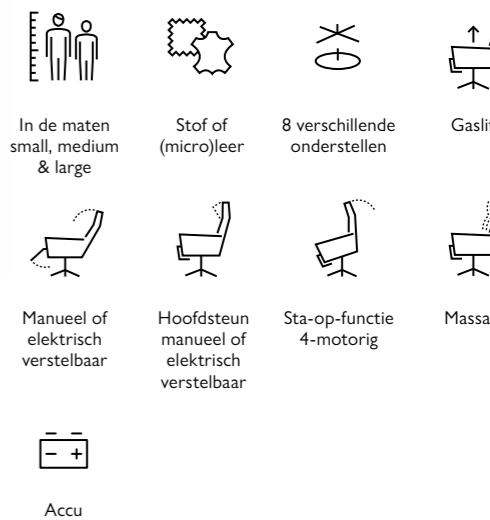 In de maten
small, medium
& large
Stof of
(micro)leer
8 verschillende
onderstellen
Manueel of
elektrisch
verstelbaar
Hoofdsteun
manueel of
elektrisch
verstelbaar
Sta-op-functie
4-motorig
Accu